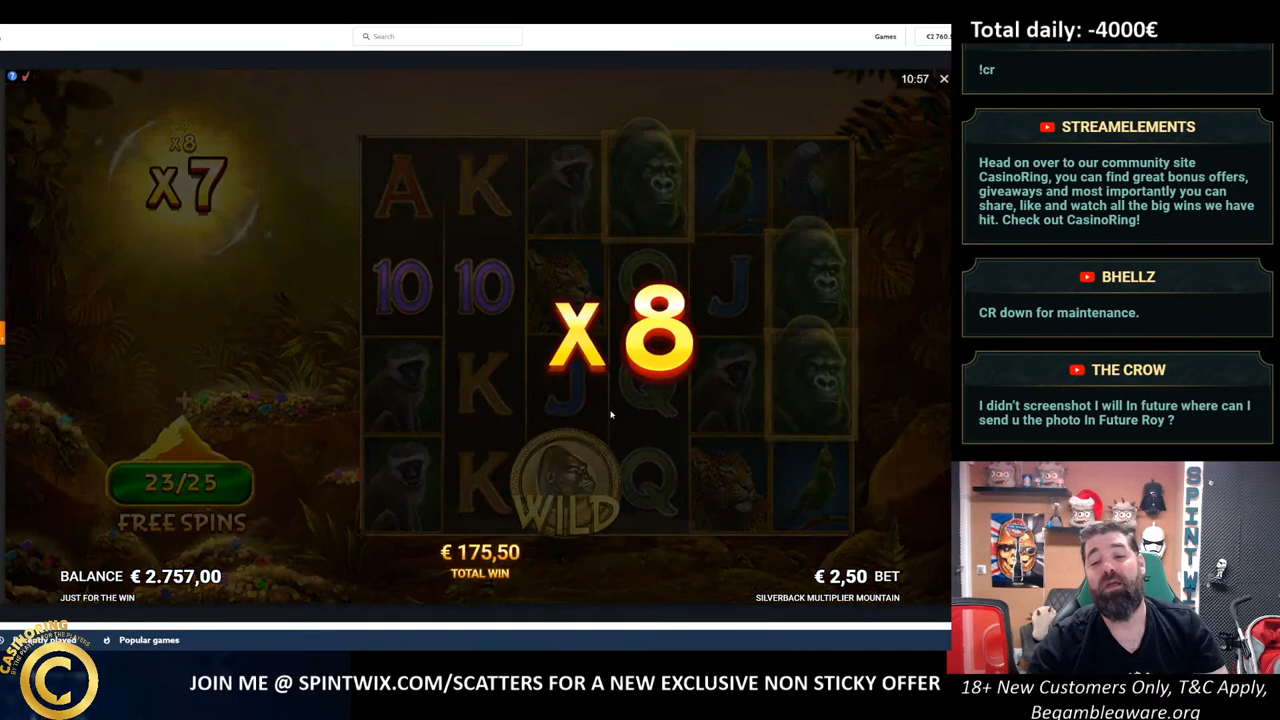 Search
Games
€2 760.5
10:57
x8
x7
A K
10 10 J
K J Q
K WILD Q
x8
23/25
FREE SPINS
€ 175,50
TOTAL WIN
BALANCE € 2.757,00
€ 2,50 BET
JUST FOR THE WIN
SILVERBACK MULTIPLIER MOUNTAIN
played
Popular games
CASINORING
JOIN ME @ SPINTWIX.COM/SCATTERS FOR A NEW EXCLUSIVE NON STICKY OFFER
Total daily: -4000€
!cr
STREAMELEMENTS
Head on over to our community site
CasinoRing, you can find great bonus offers,
giveaways and most importantly you can
share, like and watch all the big wins we have
hit. Check out CasinoRing!
BHELLZ
CR down for maintenance.
THE CROW
I didn't screenshot I will In future where can I
send u the photo In Future Roy ?
SPINTWI
18+ New Customers Only, T&C Apply,
Begambleaware.org